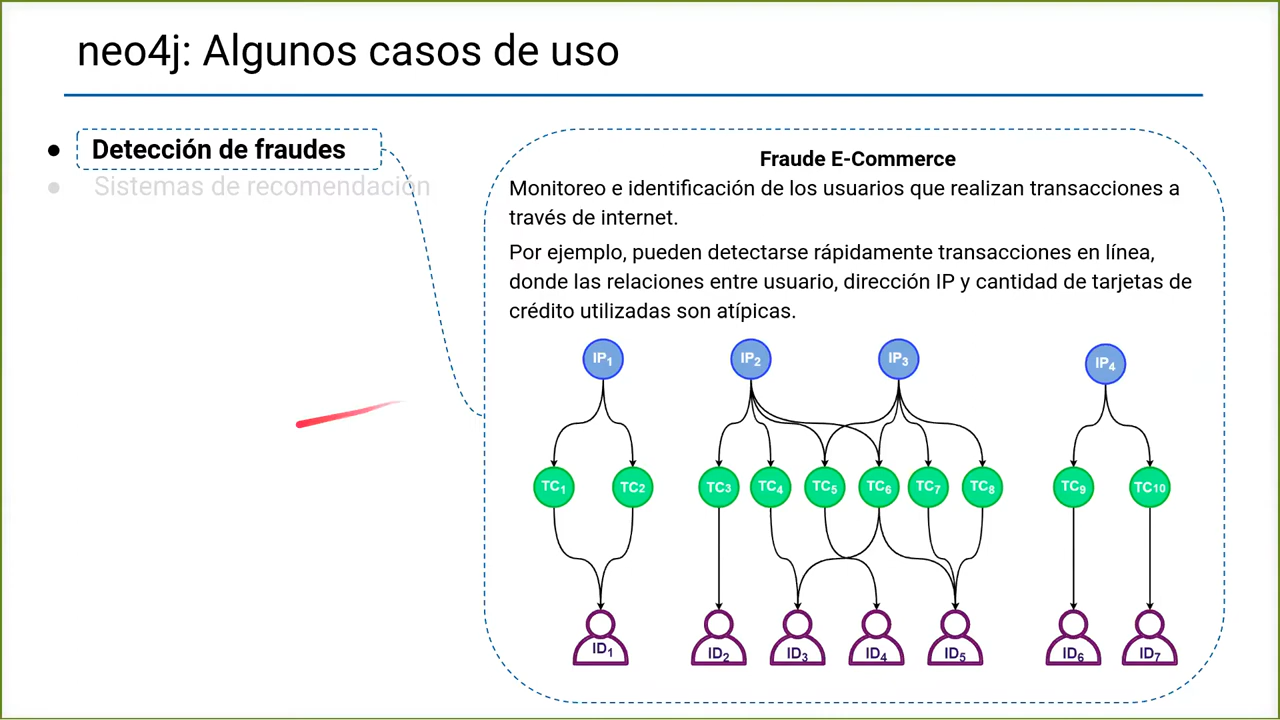 neo4j: Algunos casos de uso
● Detección de fraudes
● Sistemas de recomendación
Fraude E-Commerce
Monitoreo e identificación de los usuarios que realizan transacciones a
través de internet.
Por ejemplo, pueden detectarse rápidamente transacciones en línea,
donde las relaciones entre usuario, dirección IP y cantidad de tarjetas de
crédito utilizadas son atípicas.
IP1 IP2 IP3 IP4
TC1 TC2 TC3 TC4 TC5 TC6 TC7 TC8 TC9 TC10
ID1 ID2 ID3 ID4 ID5 ID6 ID7